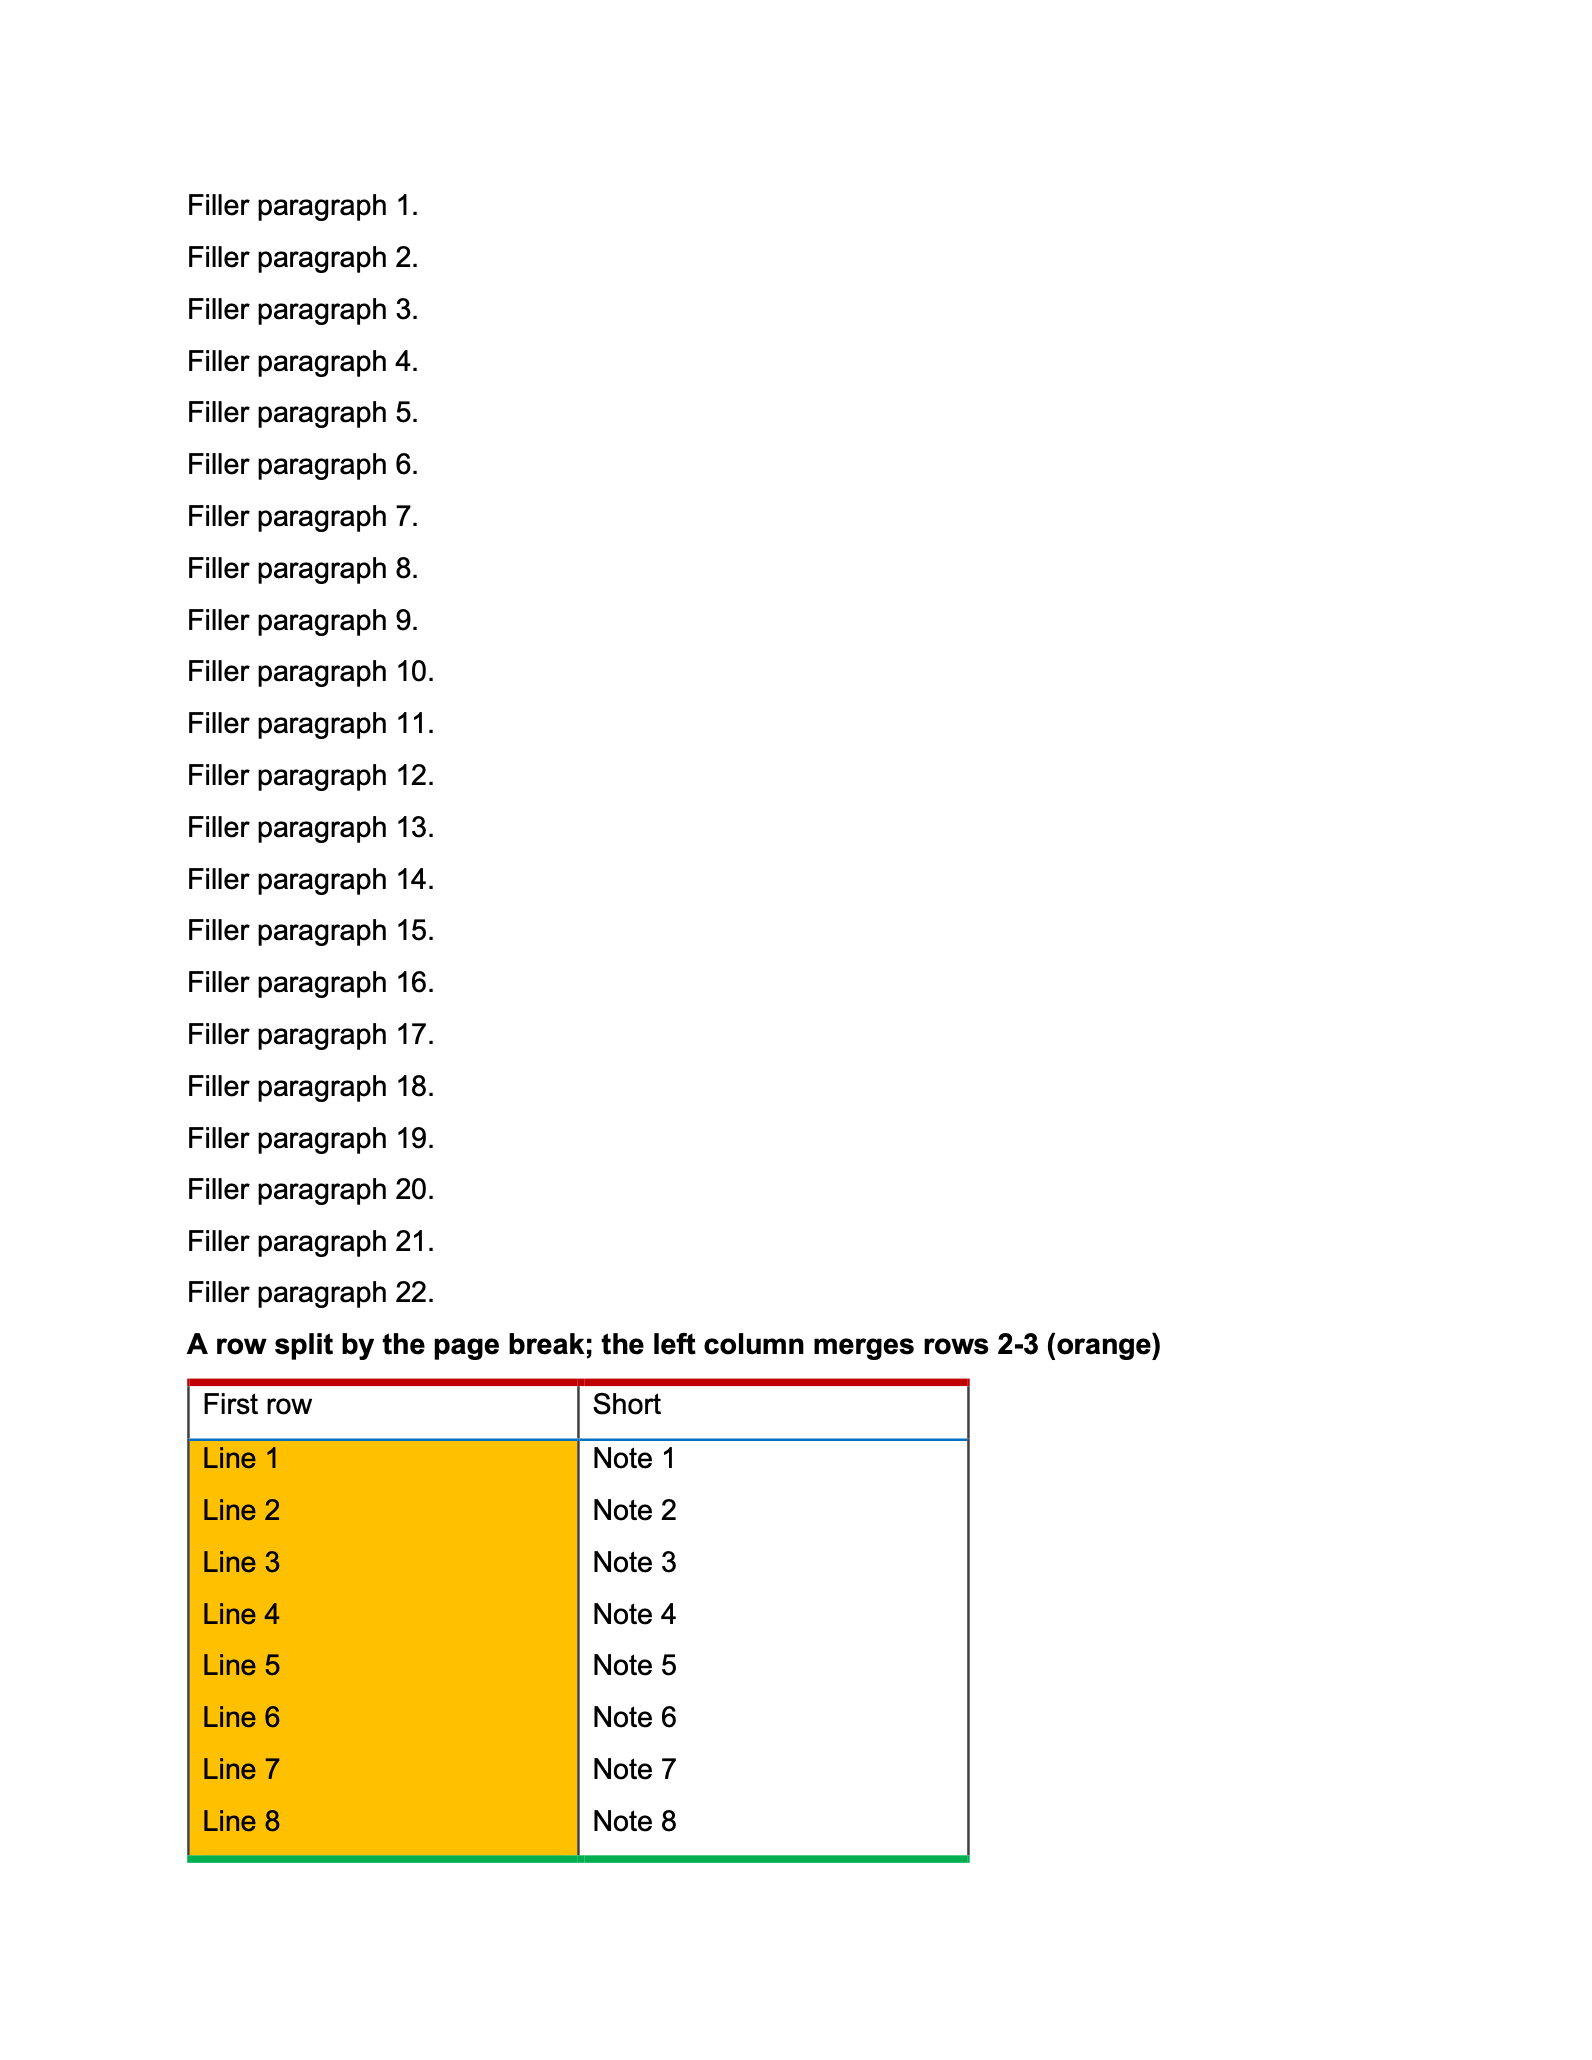 Filler paragraph 1.
Filler paragraph 2.
Filler paragraph 3.
Filler paragraph 4.
Filler paragraph 5.
Filler paragraph 6.
Filler paragraph 7.
Filler paragraph 8.
Filler paragraph 9.
Filler paragraph 10.
Filler paragraph 11.
Filler paragraph 12.
Filler paragraph 13.
Filler paragraph 14.
Filler paragraph 15.
Filler paragraph 16.
Filler paragraph 17.
Filler paragraph 18.
Filler paragraph 19.
Filler paragraph 20.
Filler paragraph 21.
Filler paragraph 22.
A row split by the page break; the left column merges rows 2-3 (orange)
First row Short
Line 1 Note 1
Line 2 Note 2
Line 3 Note 3
Line 4 Note 4
Line 5 Note 5
Line 6 Note 6
Line 7 Note 7
Line 8 Note 8